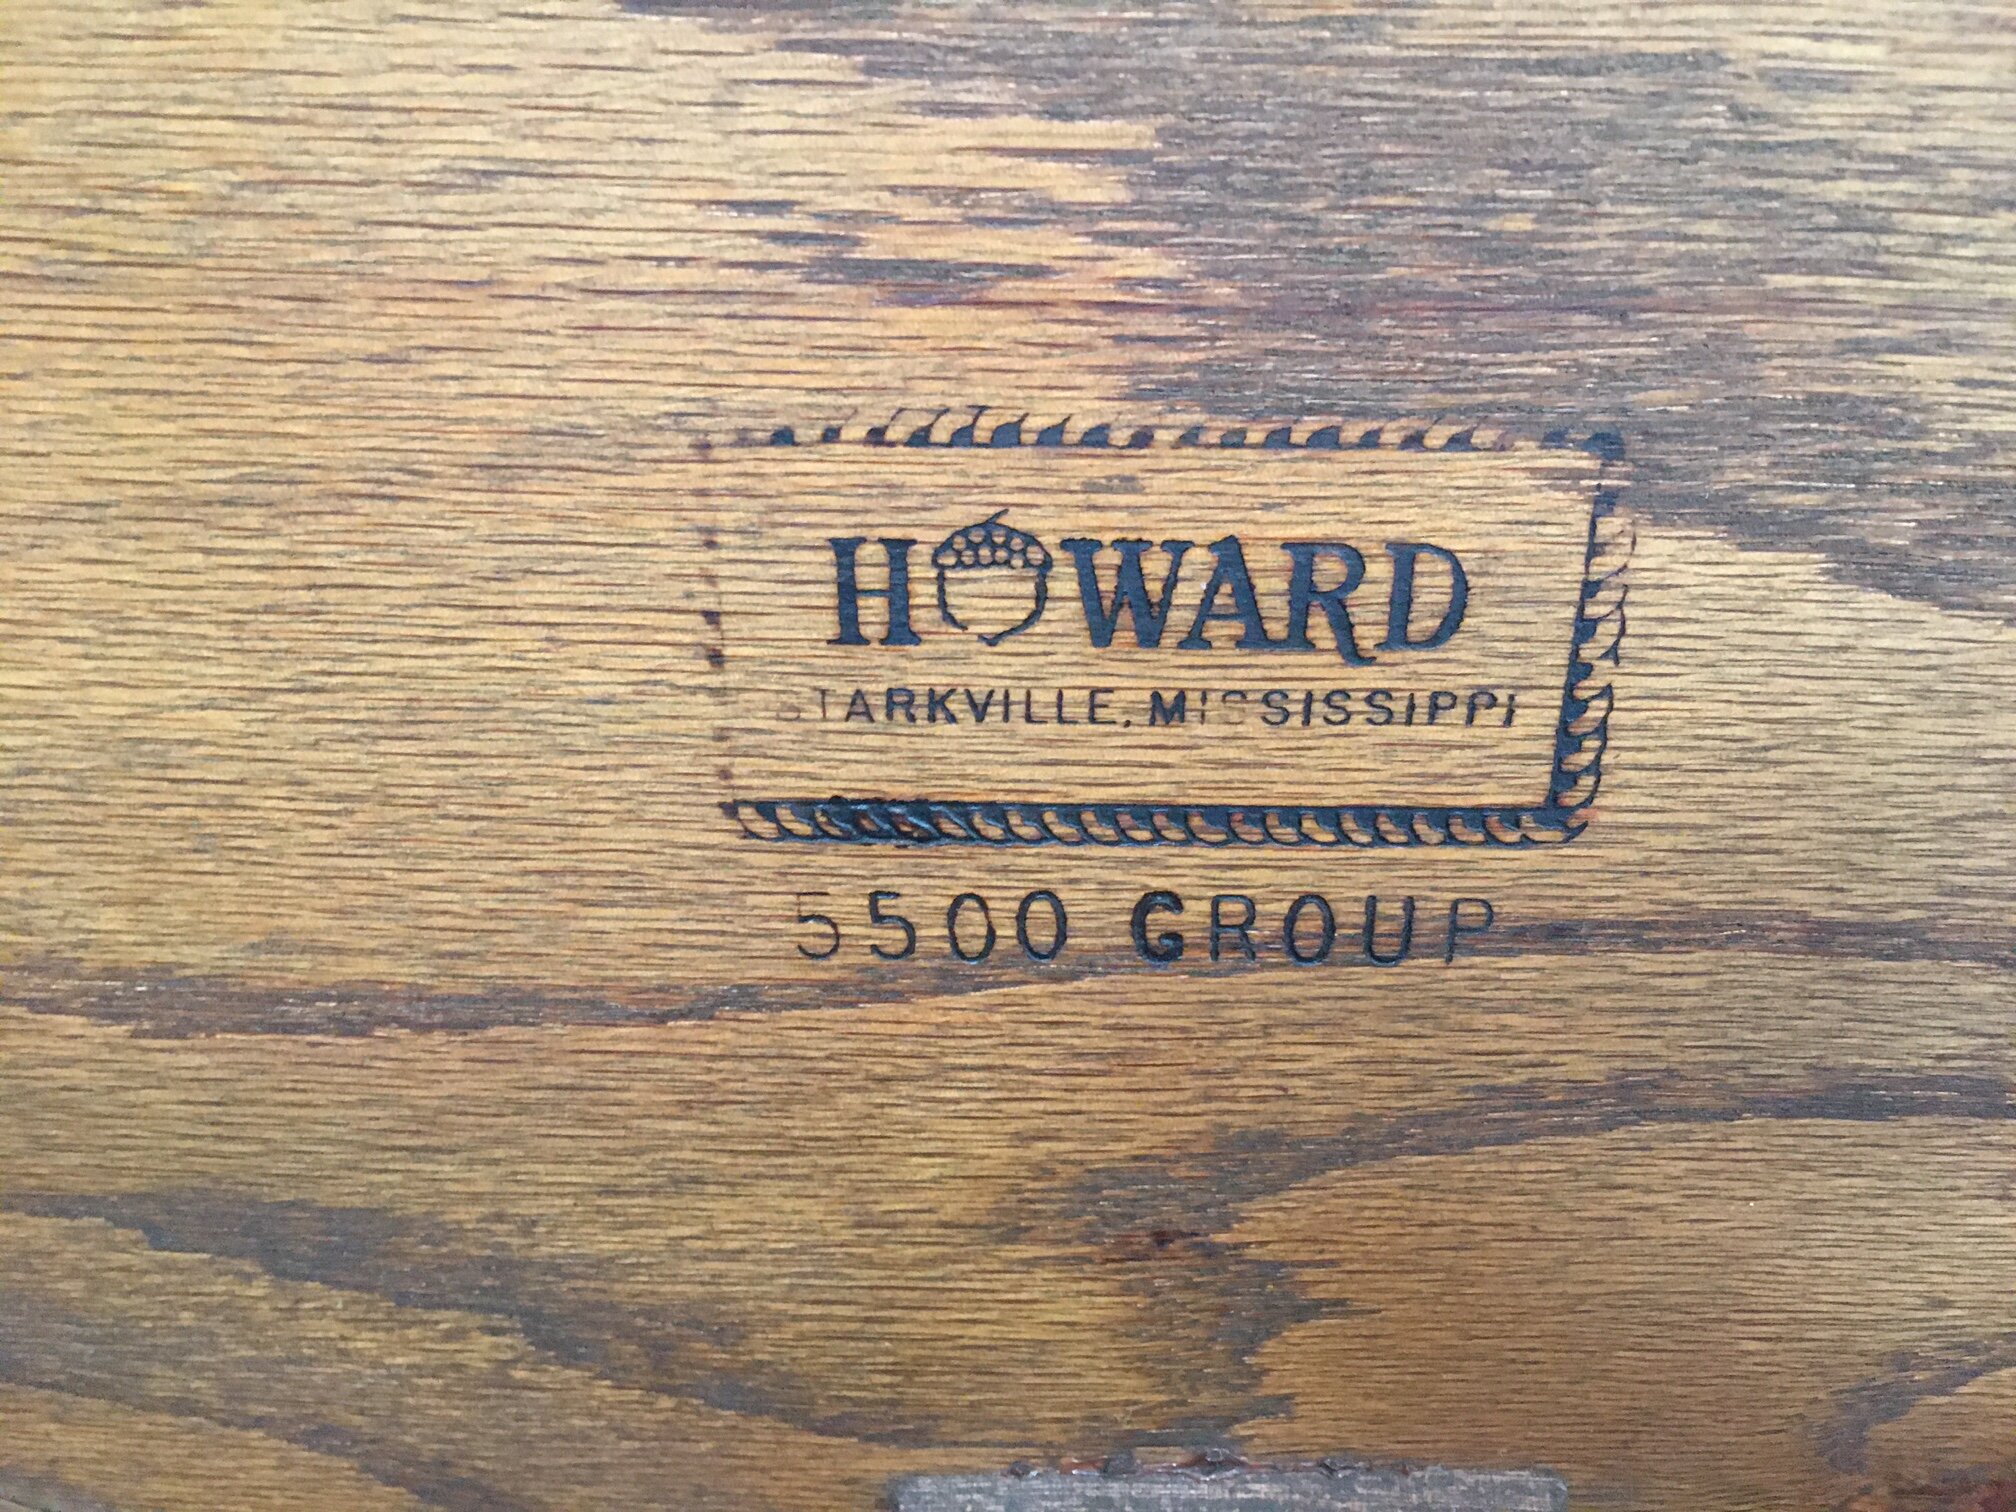 HOWARD
STARKVILLE, MISSISSIPPI
5500 GROUP